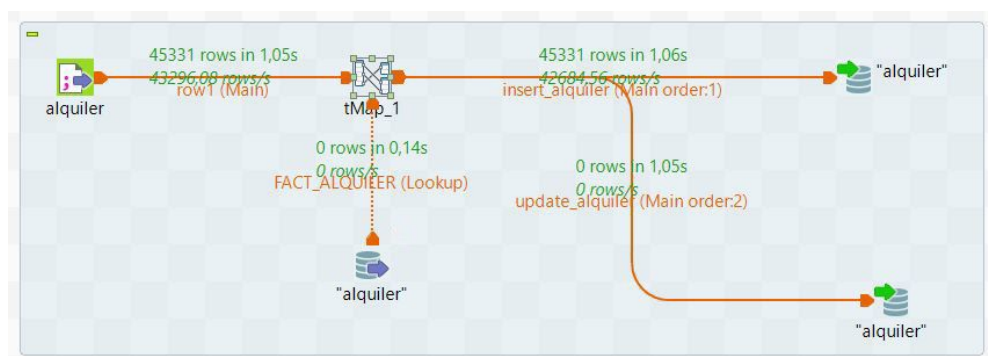 45331 rows in 1,05s
43296,08 rows/s
row1 (Main)
alquiler
tMap_1
45331 rows in 1,06s
42684,56 rows/s
insert_alquiler (Main order:1)
"alquiler"
0 rows in 0,14s
0 rows/s
FACT_ALQUILER (Lookup)
"alquiler"
0 rows in 1,05s
0 rows/s
update_alquiler (Main order:2)
"alquiler"